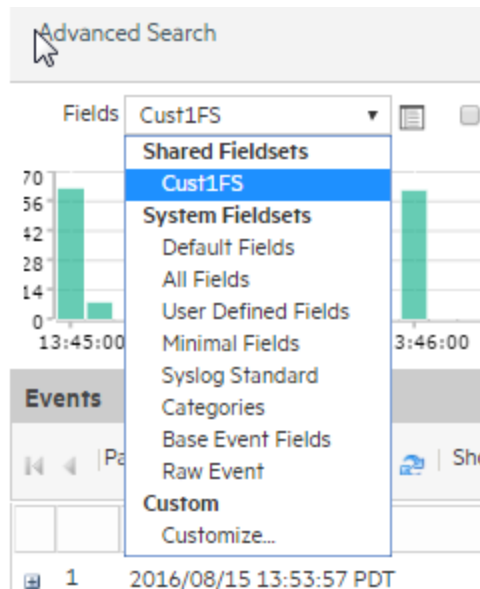 Advanced Search
Fields Cust1FS
Shared Fieldsets
Cust1FS
System Fieldsets
Default Fields
All Fields
User Defined Fields
Minimal Fields
Syslog Standard
Categories
Base Event Fields
Raw Event
Custom
Customize...
70
56
42
28
14
0
13:45:00
3:46:00
Events
Pa
She
1 2016/08/15 13:53:57 PDT